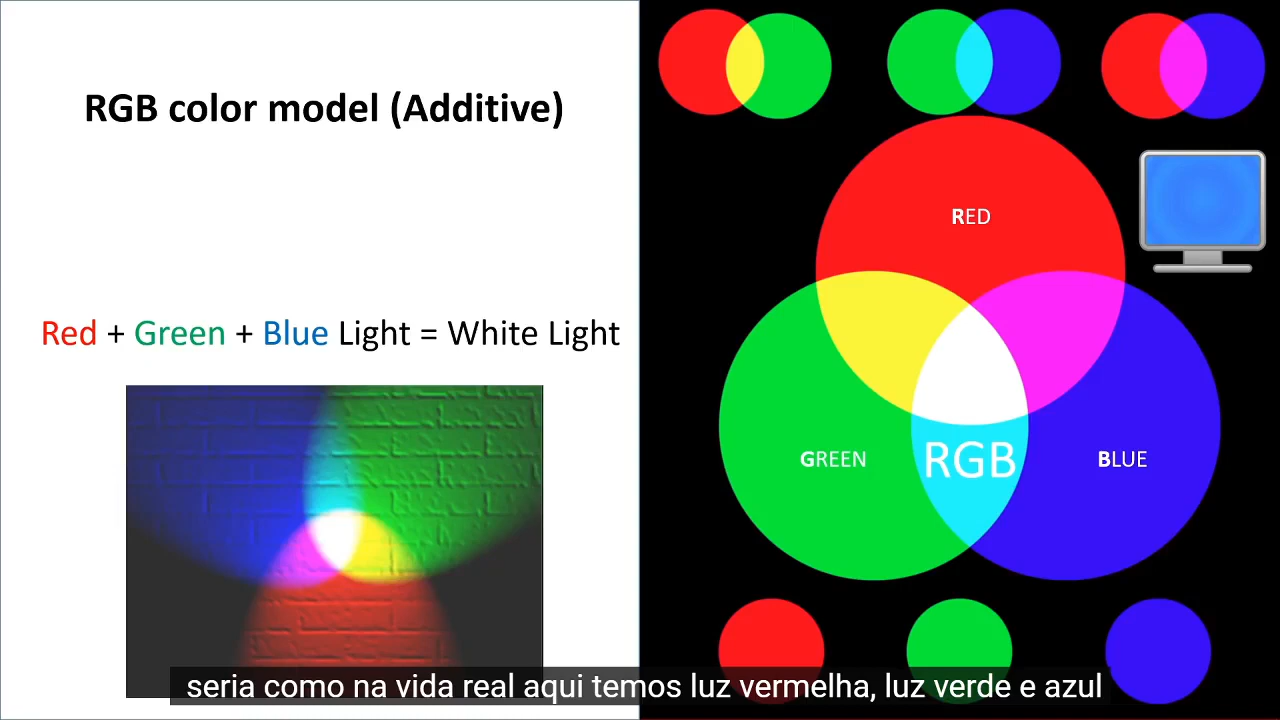 RGB color model (Additive)
Red + Green + Blue Light = White Light
RED
GREEN
RGB
BLUE
seria como na vida real aqui temos luz vermelha, luz verde e azul